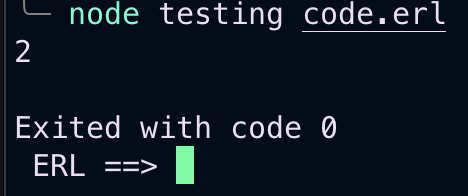 node testing code.erl
2
Exited with code 0
ERL ==>